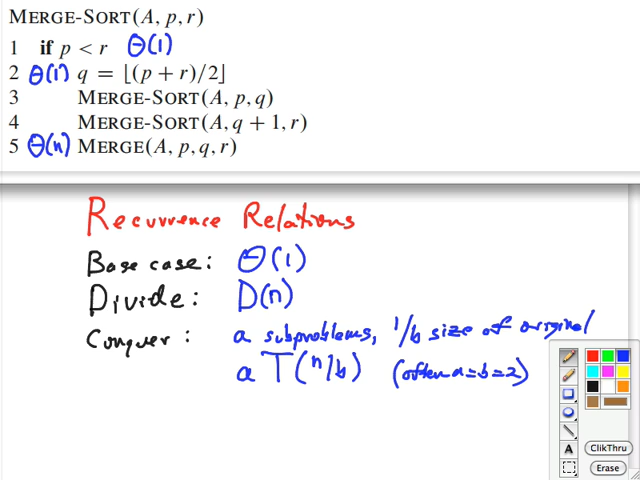 MERGE-SORT(A, p, r)
1 if p < r Θ(1)
2 Θ(1) q = ⌊(p + r)/2⌋
3 MERGE-SORT(A, p, q)
4 MERGE-SORT(A, q + 1, r)
5 Θ(n) MERGE(A, p, q, r)
Recurrence Relations
Base case: Θ(1)
Divide: D(n)
Conquer: a subproblems, 1/b size of original
a T(n/b) (often a=b=2)
A
ClikThru
Erase